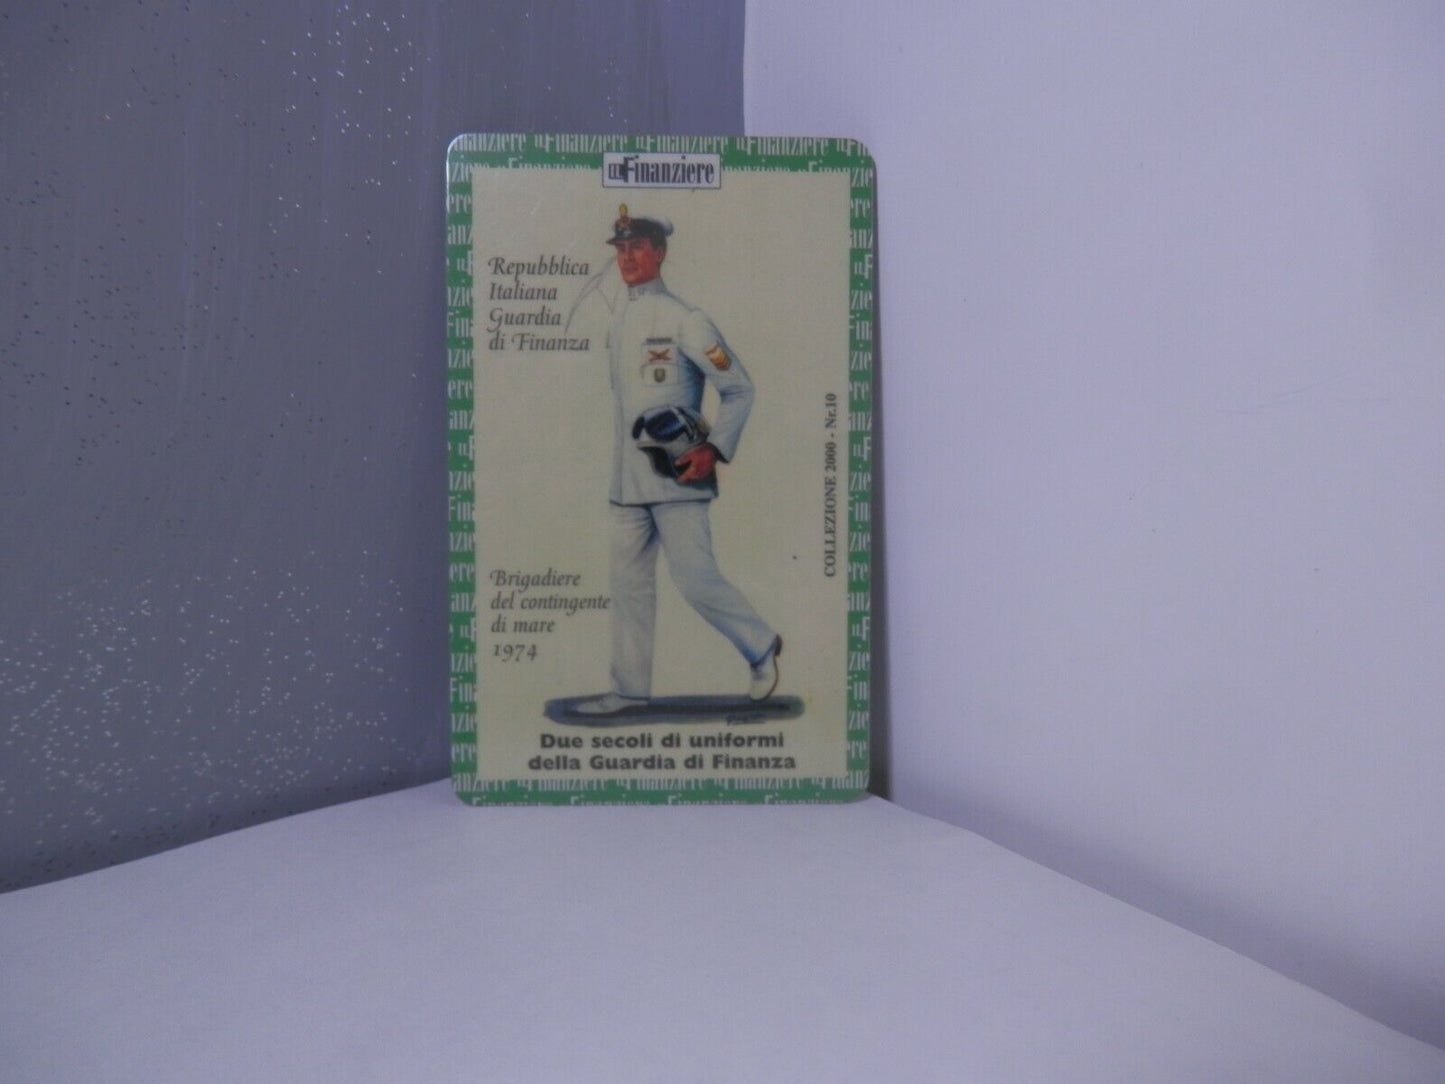 IL Finanziere
Repubblica
Italiana
Guardia
di Finanza
COLLEZIONE 2000 - Nr.10
Brigadiere
del contingente
di mare
1974
Due secoli di uniformi
della Guardia di Finanza